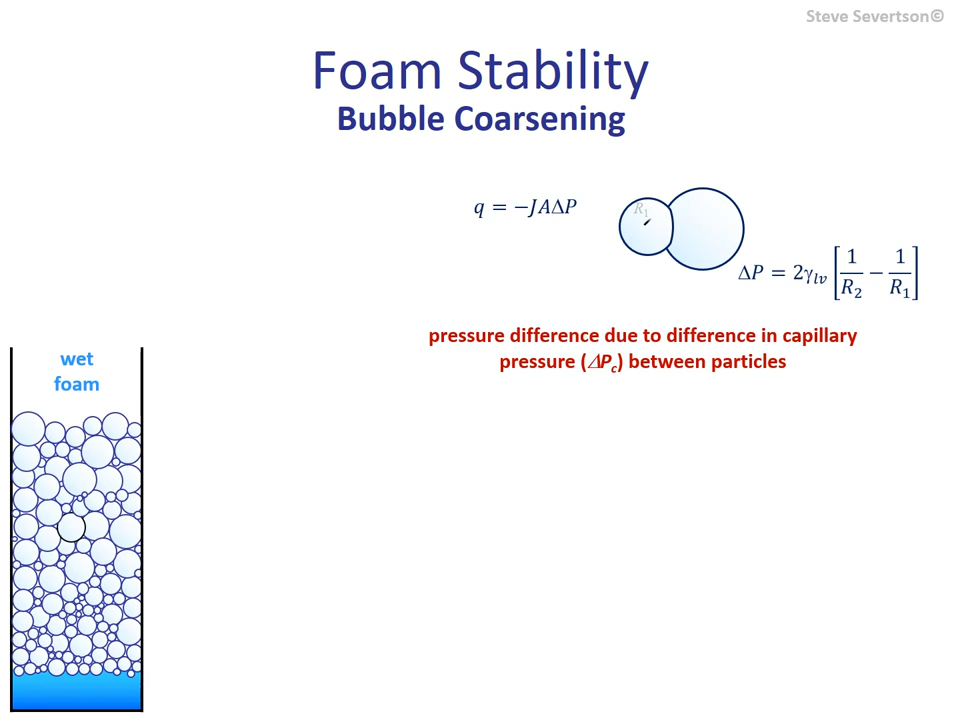 Steve Severtson©
Foam Stability
Bubble Coarsening
q = −JAΔP
R₁
ΔP = 2γₗᵥ [1/R₂ − 1/R₁]
pressure difference due to difference in capillary
pressure (ΔP꜀) between particles
wet
foam